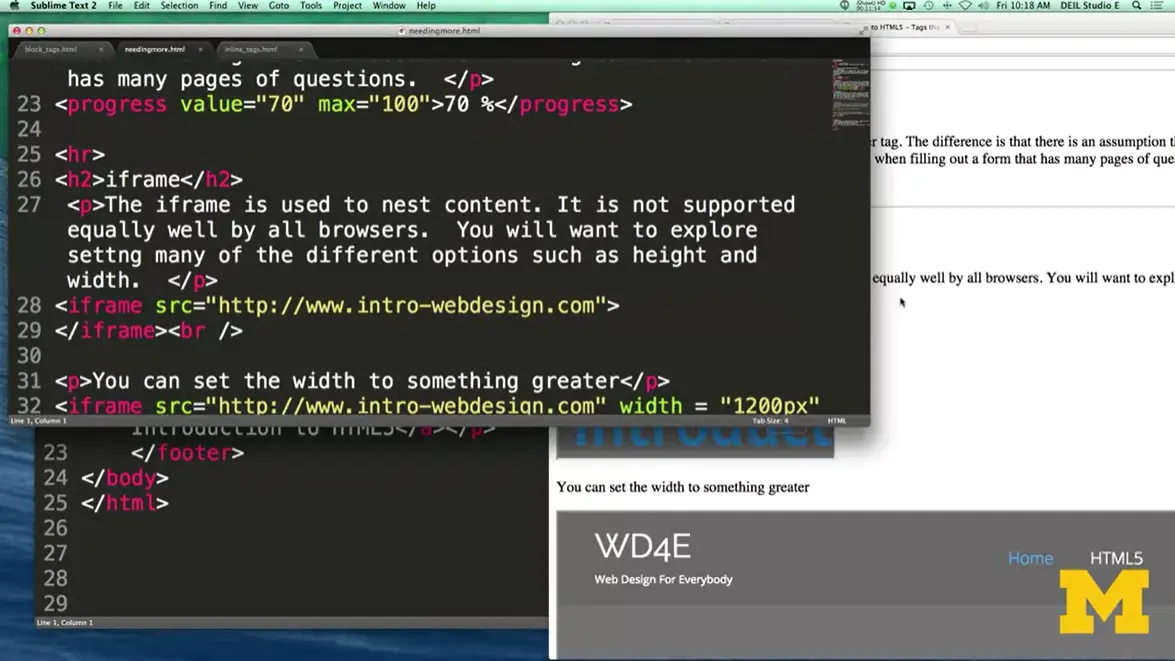 Sublime Text 2 File Edit Selection Find View Goto Tools Project Window Help
Fri 10:18 AM DEIL Studio E
needingmore.html
to HTML5 – Tags tha
block_tags.html × needingmore.html × inline_tags.html ×
has many pages of questions. </p>
23 <progress value="70" max="100">70 %</progress>
24
25 <hr>
26 <h2>iframe</h2>
27 <p>The iframe is used to nest content. It is not supported
equally well by all browsers. You will want to explore
settng many of the different options such as height and
width. </p>
28 <iframe src="http://www.intro-webdesign.com">
29 </iframe><br />
30
31 <p>You can set the width to something greater</p>
32 <iframe src="http://www.intro-webdesign.com" width = "1200px"
Line 1, Column 1 Tab Size: 4 HTML
r tag. The difference is that there is an assumption t
when filling out a form that has many pages of que
equally well by all browsers. You will want to expl
Introduction to HTML5</a></p>
23 </footer>
24 </body>
25 </html>
26
27
28
29
Line 1, Column 1
Introduct
You can set the width to something greater
WD4E
Web Design For Everybody
Home HTML5
M